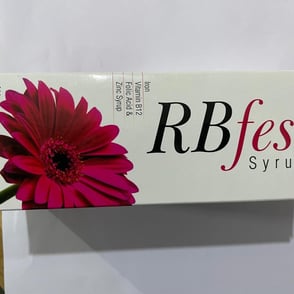 Iron
Vitamin B12
Folic Acid &
Zinc Syrup
RBfes
Syru